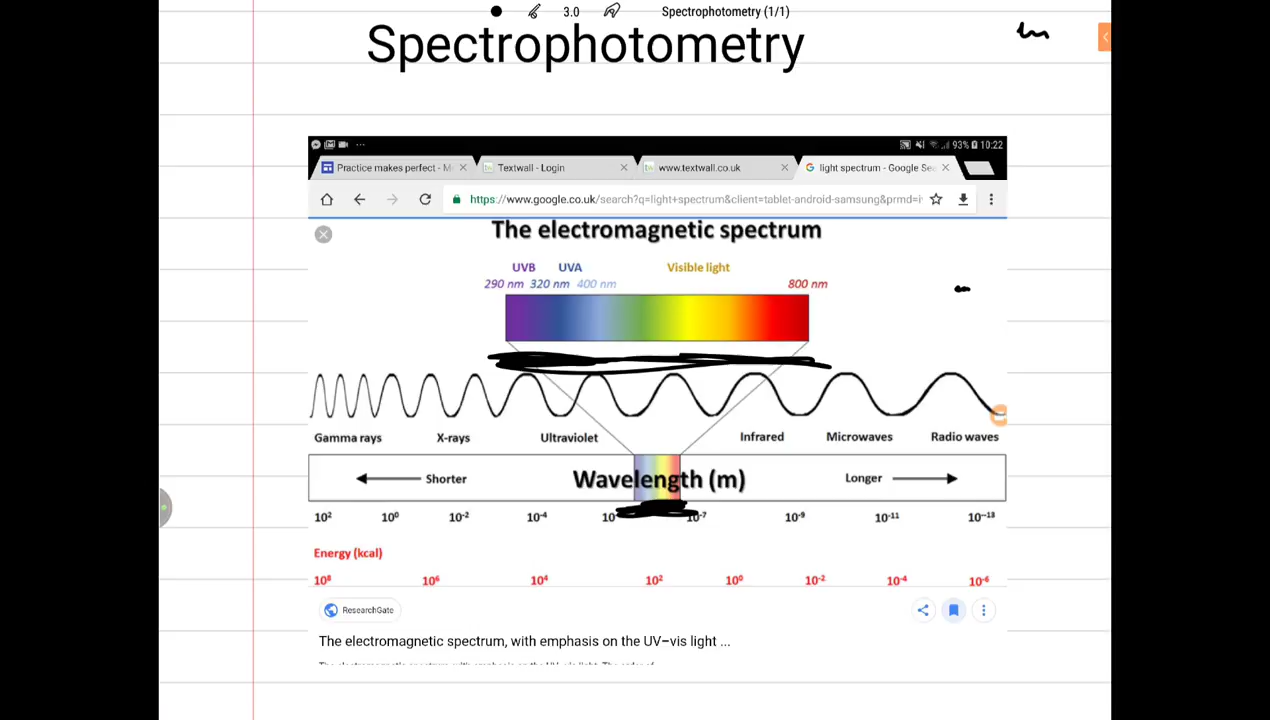 3.0 Spectrophotometry (1/1)
Spectrophotometry
93% 10:22
Practice makes perfect - M Textwall - Login www.textwall.co.uk light spectrum - Google Sea
https://www.google.co.uk/search?q=light+spectrum&client=tablet-android-samsung&prmd=i
The electromagnetic spectrum
UVB UVA Visible light
290 nm 320 nm 400 nm 800 nm
Gamma rays X-rays Ultraviolet Infrared Microwaves Radio waves
Shorter Wavelength (m) Longer
10² 10⁰ 10⁻² 10⁻⁴ 10⁻⁷ 10⁻⁹ 10⁻¹¹ 10⁻⁻¹³
Energy (kcal)
10⁸ 10⁶ 10⁴ 10² 10⁰ 10⁻² 10⁻⁴ 10⁻⁶
ResearchGate
The electromagnetic spectrum, with emphasis on the UV–vis light ...